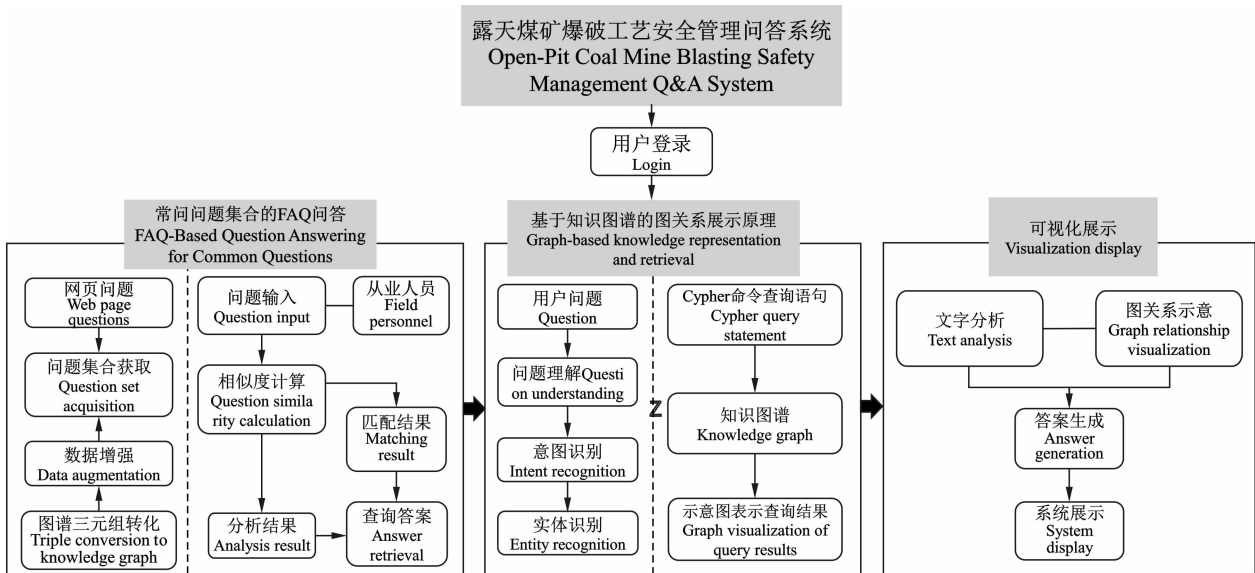 露天煤矿爆破工艺安全管理问答系统
Open-Pit Coal Mine Blasting Safety
Management Q&A System
用户登录
Login
常问问题集合的FAQ问答
FAQ-Based Question Answering
for Common Questions
网页问题
Web page
questions
问题集合获取
Question set
acquisition
数据增强
Data augmentation
图谱三元组转化
Triple conversion to
knowledge graph
问题输入
Question input
从业人员
Field
personnel
相似度计算
Question simila
rity calculation
匹配结果
Matching
result
分析结果
Analysis result
查询答案
Answer
retrieval
基于知识图谱的图关系展示原理
Graph-based knowledge representation
and retrieval
用户问题
Question
问题理解Questi
on understanding
意图识别
Intent recognition
实体识别
Entity recognition
Z
Cypher命令查询语句
Cypher query
statement
知识图谱
Knowledge graph
示意图表示查询结果
Graph visualization of
query results
可视化展示
Visualization display
文字分析
Text analysis
图关系示意
Graph relationship
visualization
答案生成
Answer
generation
系统展示
System
display